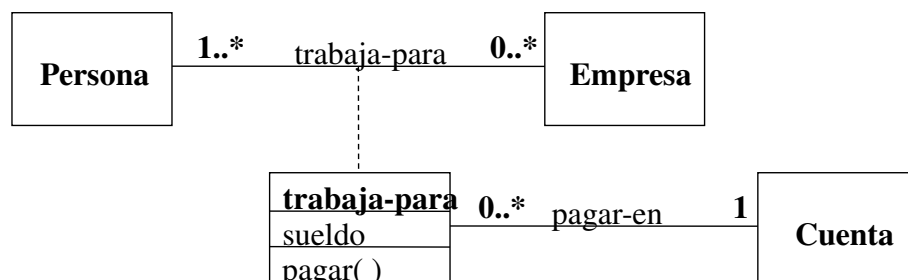 1..*
trabaja-para
0..*
Persona
Empresa
trabaja-para
0..*
pagar-en
1
sueldo
Cuenta
pagar( )